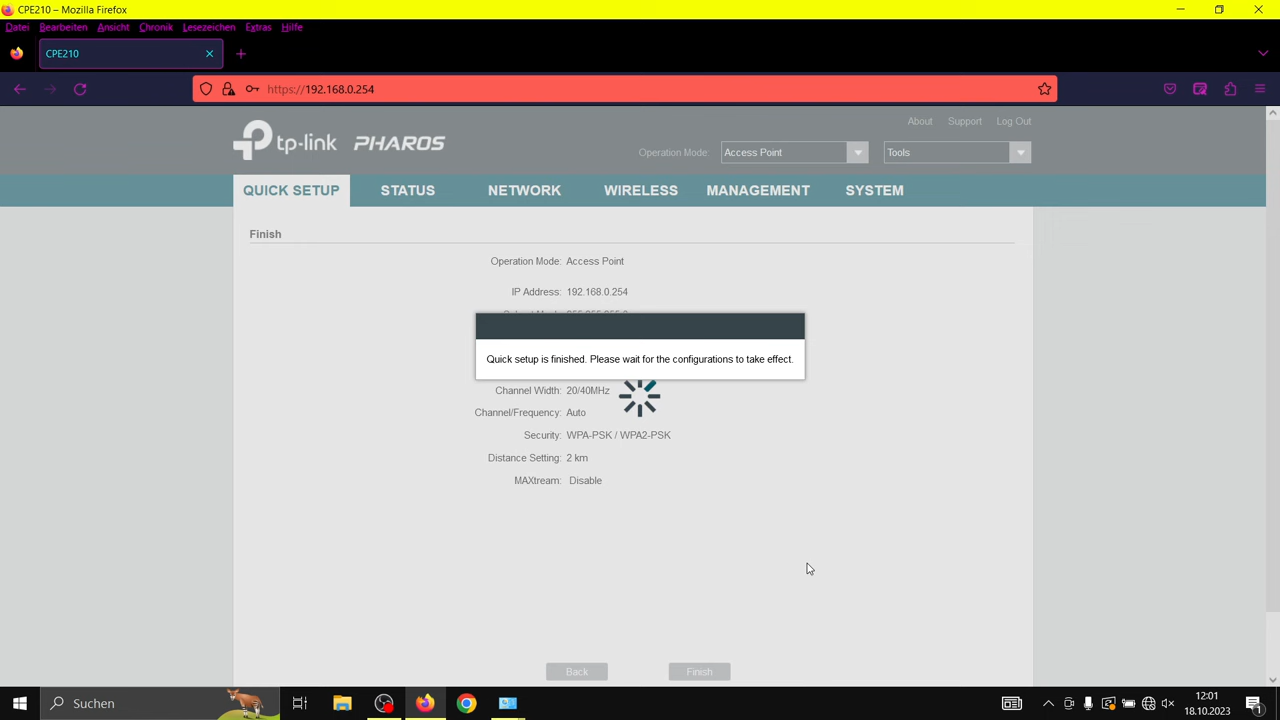 CPE210 – Mozilla Firefox
Datei Bearbeiten Ansicht Chronik Lesezeichen Extras Hilfe
CPE210
https://192.168.0.254
About Support Log Out
tp-link PHAROS
Operation Mode: Access Point Tools
QUICK SETUP STATUS NETWORK WIRELESS MANAGEMENT SYSTEM
Finish
Operation Mode: Access Point
IP Address: 192.168.0.254
Quick setup is finished. Please wait for the configurations to take effect.
Channel Width: 20/40MHz
Channel/Frequency: Auto
Security: WPA-PSK / WPA2-PSK
Distance Setting: 2 km
MAXtream: Disable
Back Finish
Suchen
12:01
18.10.2023
1